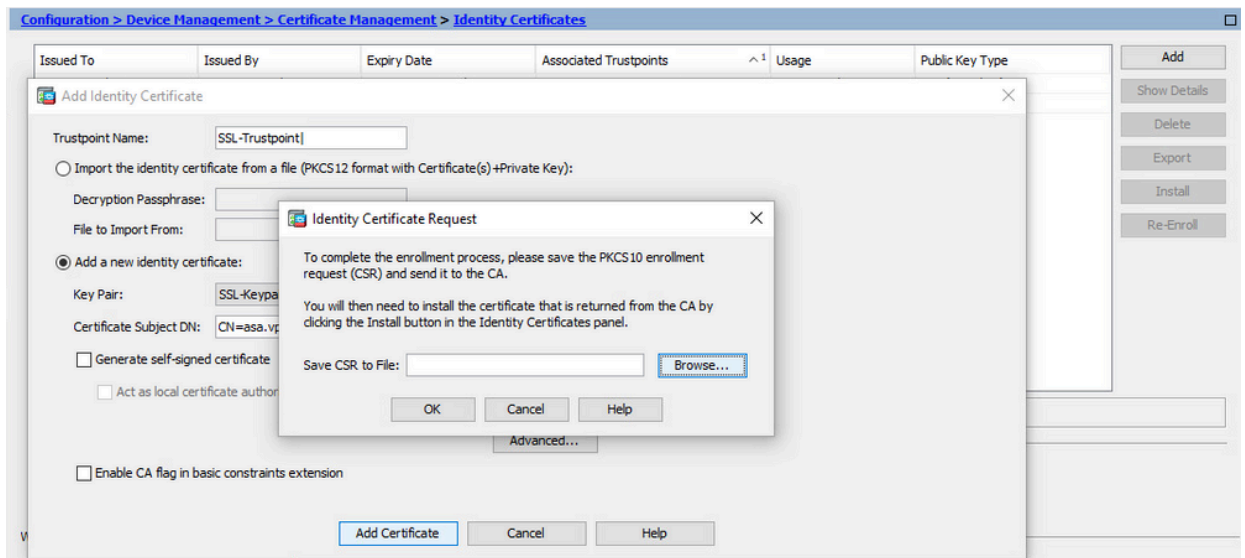 Configuration > Device Management > Certificate Management > Identity Certificates
Issued To Issued By Expiry Date Associated Trustpoints 1 Usage Public Key Type
Add
Show Details
Delete
Export
Install
Re-Enroll
Add Identity Certificate
Trustpoint Name: SSL-Trustpoint
Import the identity certificate from a file (PKCS12 format with Certificate(s)+Private Key):
Decryption Passphrase:
File to Import From:
Add a new identity certificate:
Key Pair: SSL-Keypa
Certificate Subject DN: CN=asa.vp
Generate self-signed certificate
Act as local certificate author
Advanced...
Enable CA flag in basic constraints extension
Add Certificate Cancel Help
Identity Certificate Request
To complete the enrollment process, please save the PKCS10 enrollment
request (CSR) and send it to the CA.
You will then need to install the certificate that is returned from the CA by
clicking the Install button in the Identity Certificates panel.
Save CSR to File: Browse...
OK Cancel Help